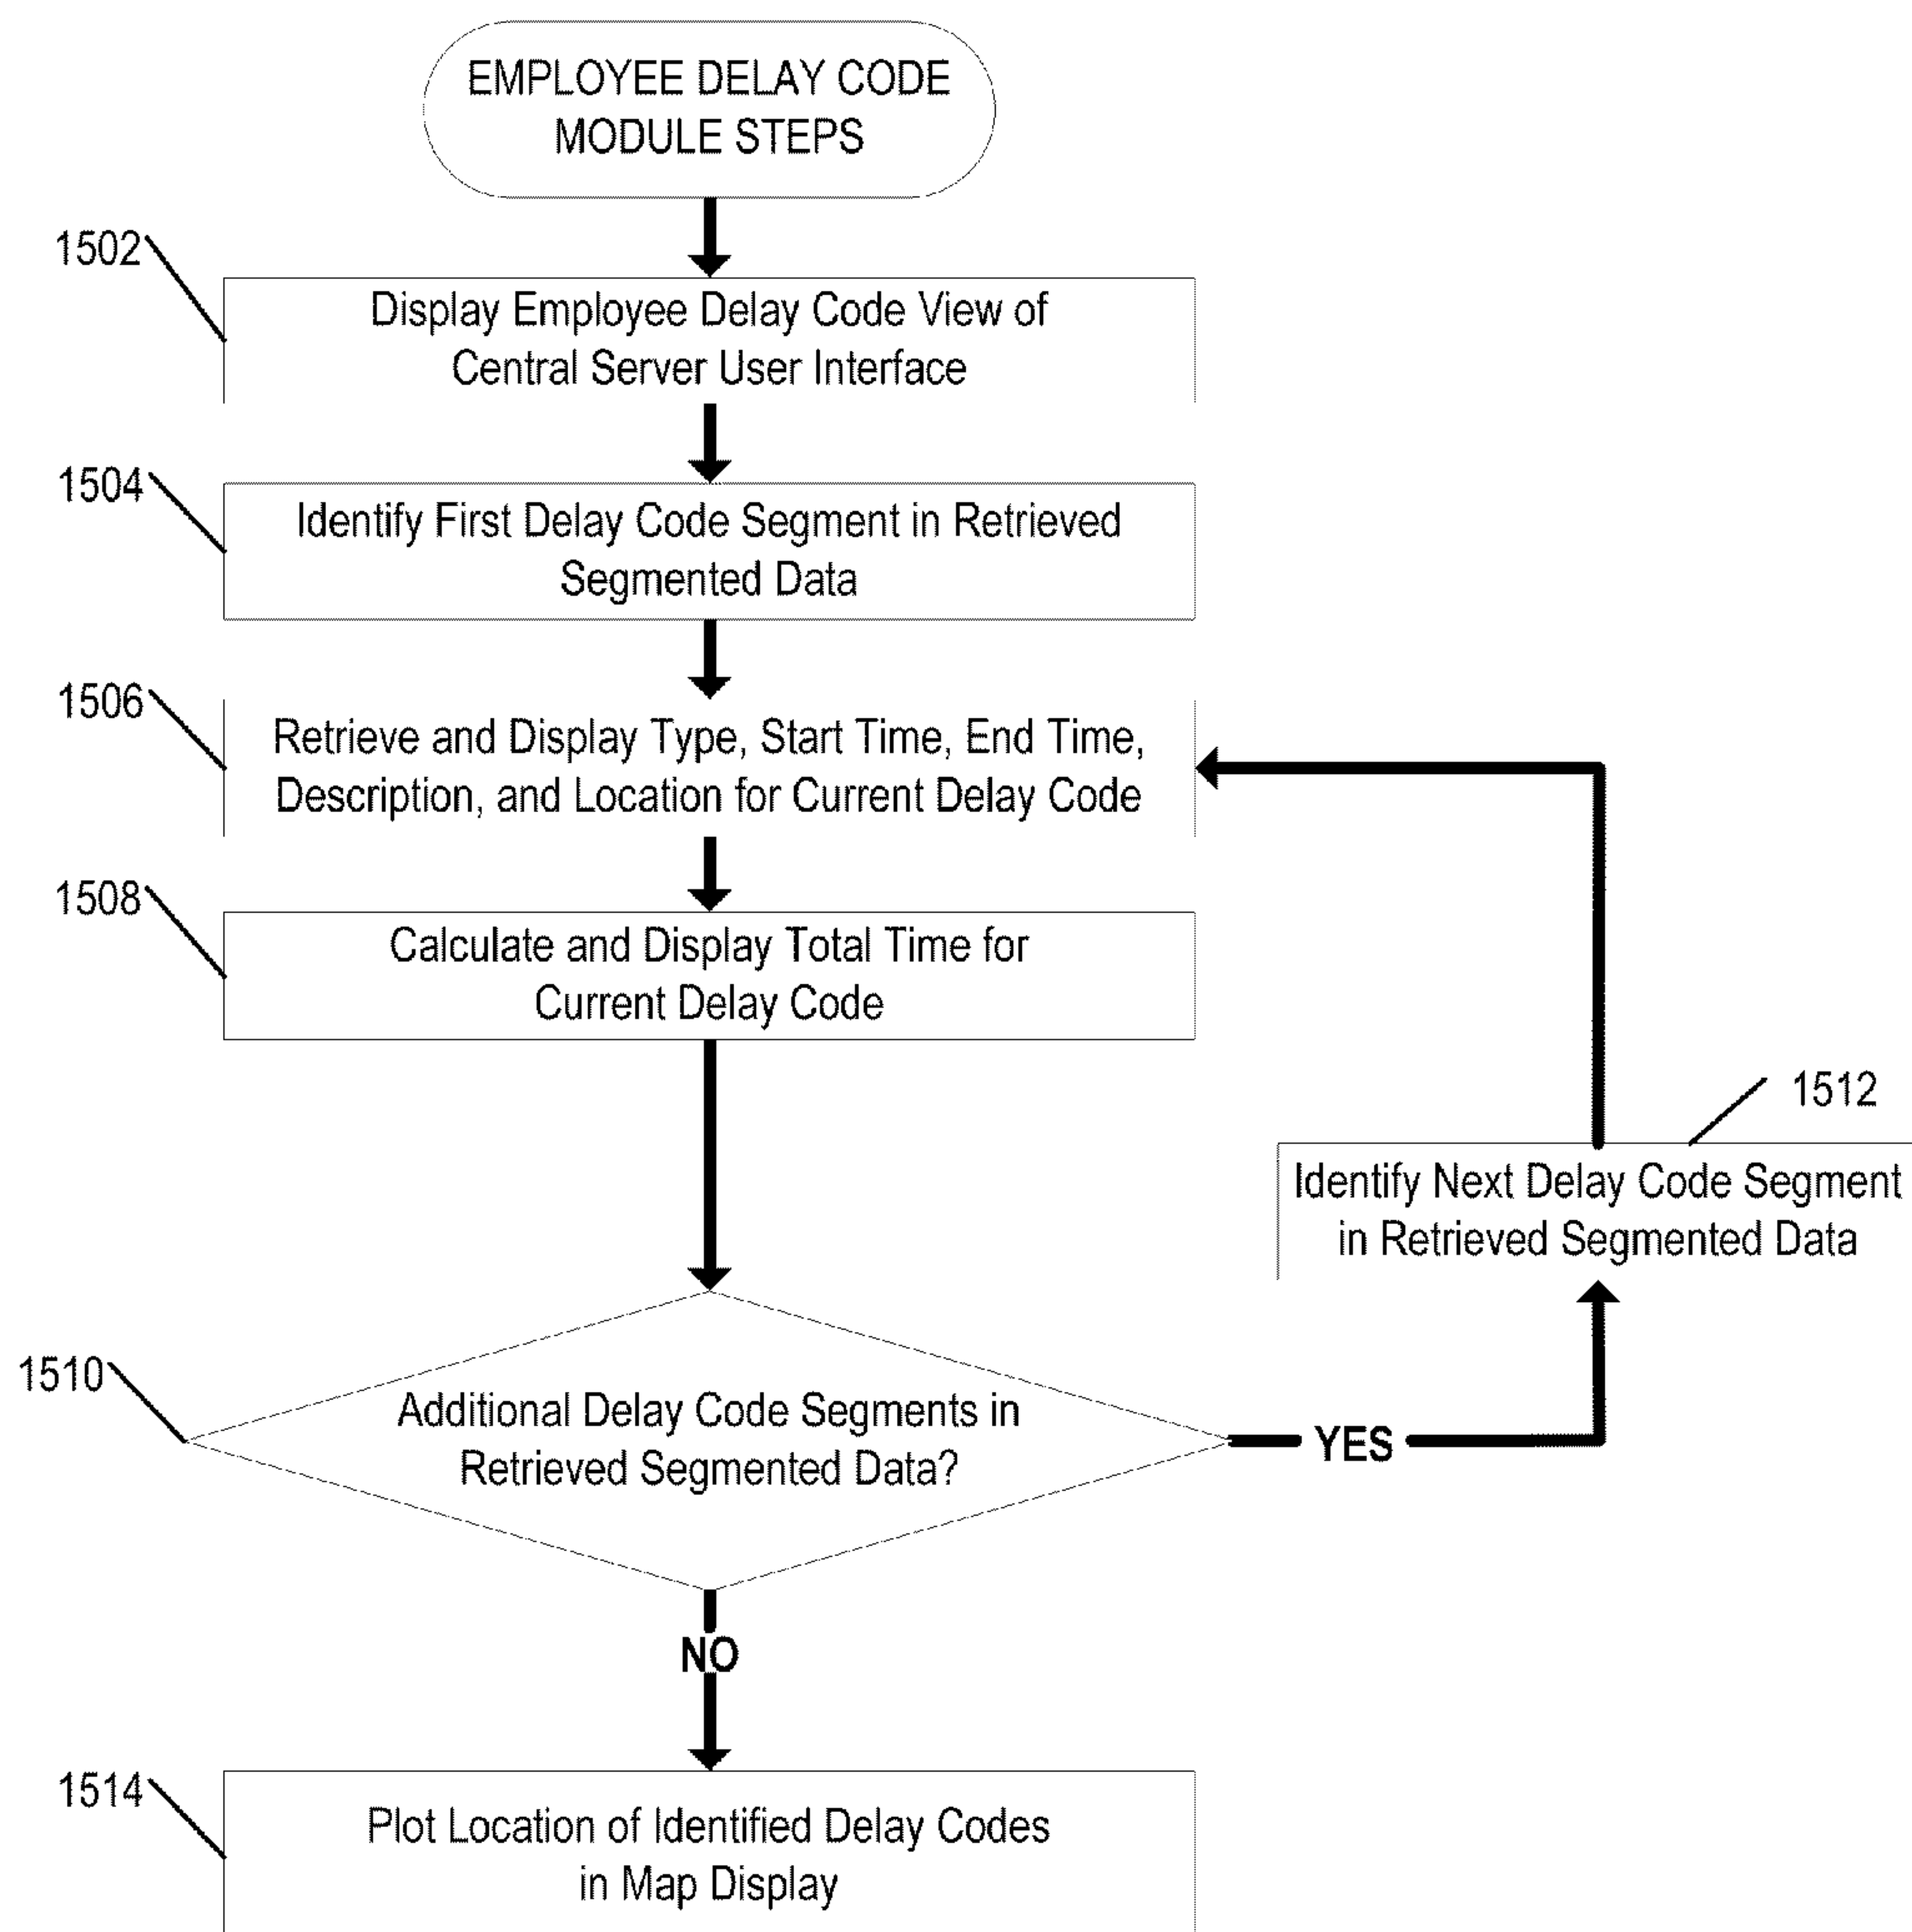 EMPLOYEE DELAY CODE
MODULE STEPS
1502
Display Employee Delay Code View of
Central Server User Interface
1504
Identify First Delay Code Segment in Retrieved
Segmented Data
1506
Retrieve and Display Type, Start Time, End Time,
Description, and Location for Current Delay Code
1508
Calculate and Display Total Time for
Current Delay Code
1512
Identify Next Delay Code Segment
in Retrieved Segmented Data
1510
Additional Delay Code Segments in
Retrieved Segmented Data?
YES
NO
1514
Plot Location of Identified Delay Codes
in Map Display